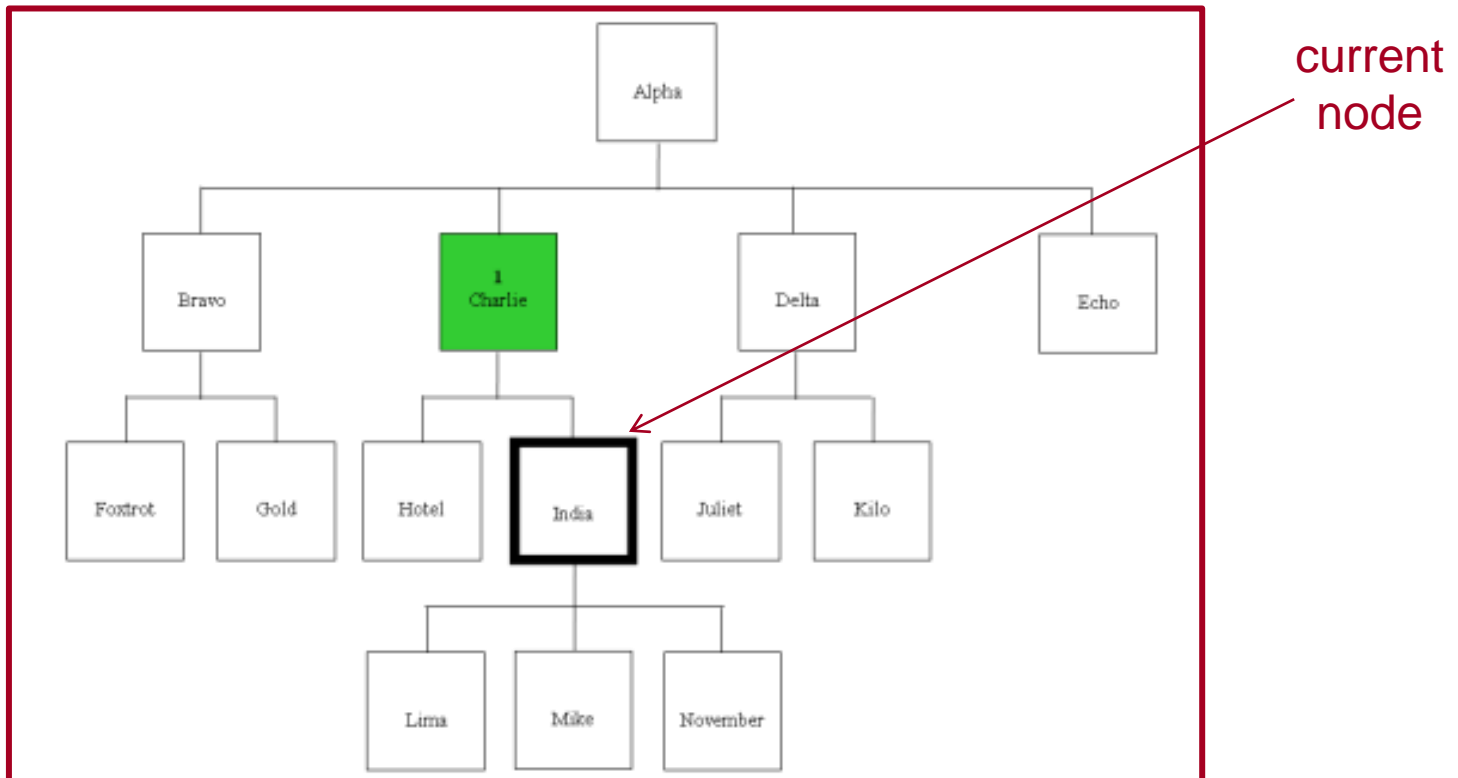 current
node
Alpha
Bravo
1
Charlie
Delta
Echo
Foxtrot
Gold
Hotel
India
Juliet
Kilo
Lima
Mike
November